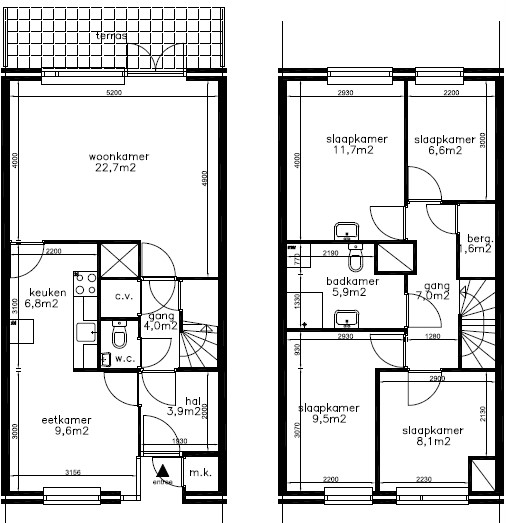 terras
5200
woonkamer
22,7m2
4000
4900
2200
keuken
6,8m2
3100
c.v.
gang
4,0m2
w.c.
hal
3,9m2
2000
1930
eetkamer
9,6m2
3000
3156
entree
m.k.
2930
2200
slaapkamer
11,7m2
slaapkamer
6,6m2
4000
3000
berg.
1,6m2
770
2190
badkamer
5,9m2
1330
gang
7,0m2
2930
1280
930
2900
slaapkamer
9,5m2
3070
slaapkamer
8,1m2
2130
2200
2230